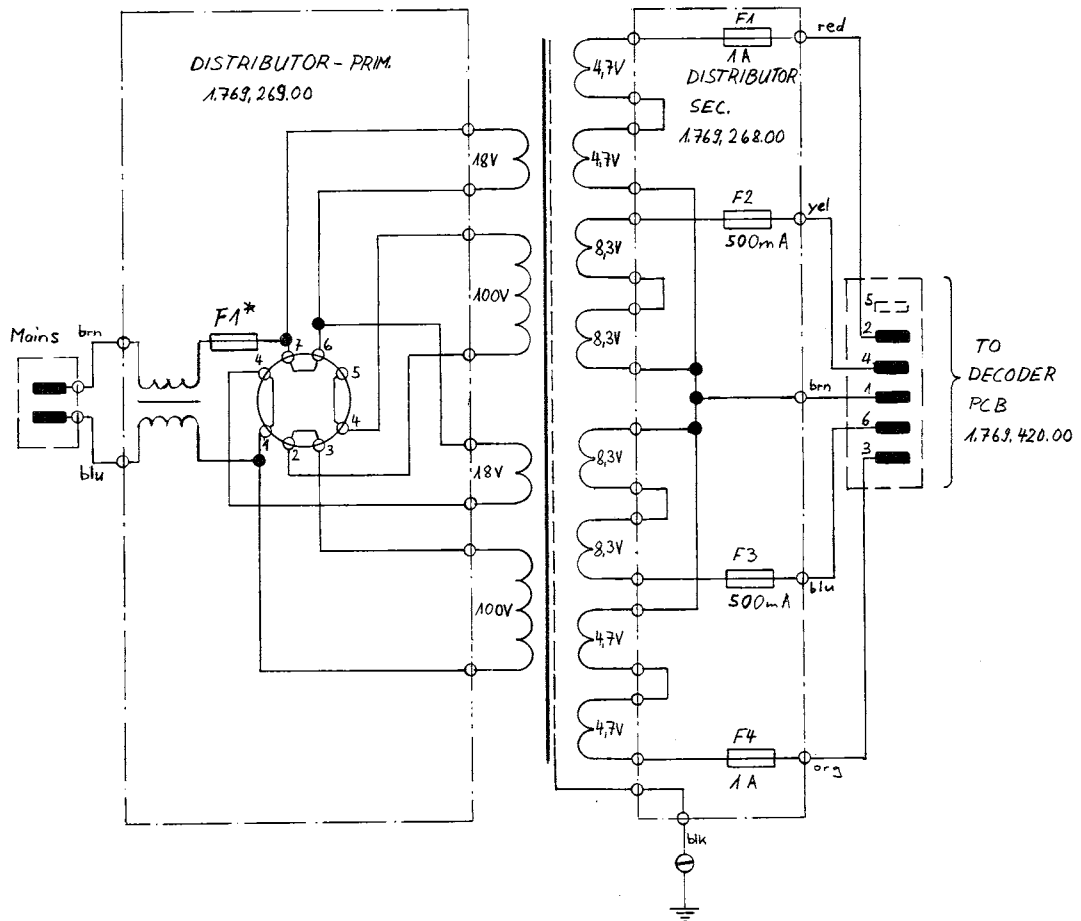 DISTRIBUTOR-PRIM.
1.769,269.00
F1
1A
red
DISTRIBUTOR
SEC.
1.769,268.00
4,7V
4,7V
18V
F2
yel
500mA
8,3V
100V
8,3V
F1*
Mains
brn
blu
7
6
4
5
1
4
2
3
5
2
4
1
6
3
brn
TO
DECODER
PCB
1.769,420.00
18V
8,3V
8,3V
F3
500mA
blu
100V
4,7V
4,7V
F4
1A
org
blk